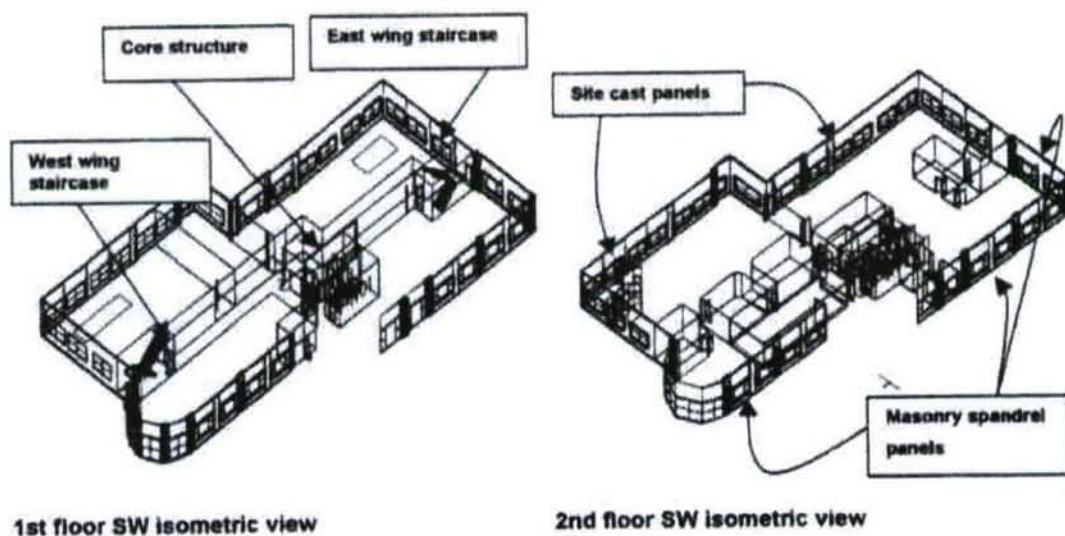 Core structure
East wing staircase
West wing
staircase
Site cast panels
Masonry spandrel
panels
1st floor SW isometric view
2nd floor SW isometric view